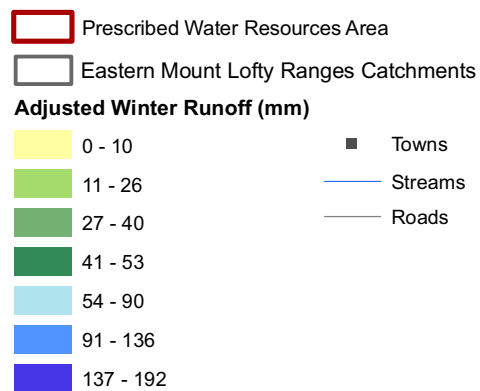 Prescribed Water Resources Area
Eastern Mount Lofty Ranges Catchments
Adjusted Winter Runoff (mm)
0 - 10
11 - 26
27 - 40
41 - 53
54 - 90
91 - 136
137 - 192
Towns
Streams
Roads